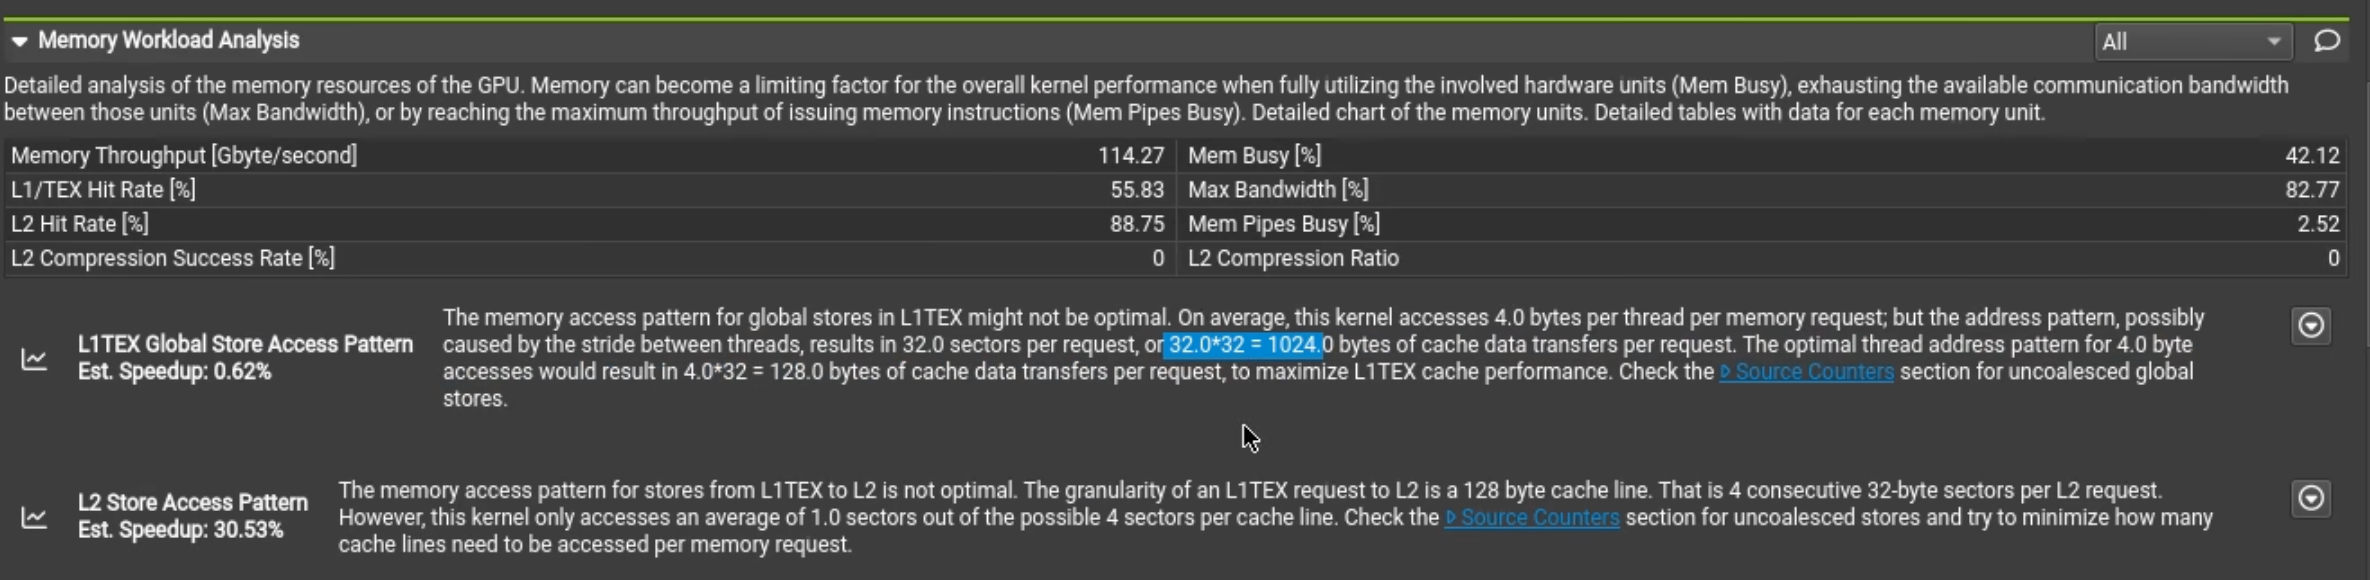 Memory Workload Analysis
All
Detailed analysis of the memory resources of the GPU. Memory can become a limiting factor for the overall kernel performance when fully utilizing the involved hardware units (Mem Busy), exhausting the available communication bandwidth
between those units (Max Bandwidth), or by reaching the maximum throughput of issuing memory instructions (Mem Pipes Busy). Detailed chart of the memory units. Detailed tables with data for each memory unit.
Memory Throughput [Gbyte/second] 114.27 Mem Busy [%] 42.12
L1/TEX Hit Rate [%] 55.83 Max Bandwidth [%] 82.77
L2 Hit Rate [%] 88.75 Mem Pipes Busy [%] 2.52
L2 Compression Success Rate [%] 0 L2 Compression Ratio 0
L1TEX Global Store Access Pattern
Est. Speedup: 0.62%
The memory access pattern for global stores in L1TEX might not be optimal. On average, this kernel accesses 4.0 bytes per thread per memory request; but the address pattern, possibly
caused by the stride between threads, results in 32.0 sectors per request, or 32.0*32 = 1024.0 bytes of cache data transfers per request. The optimal thread address pattern for 4.0 byte
accesses would result in 4.0*32 = 128.0 bytes of cache data transfers per request, to maximize L1TEX cache performance. Check the Source Counters section for uncoalesced global
stores.
L2 Store Access Pattern
Est. Speedup: 30.53%
The memory access pattern for stores from L1TEX to L2 is not optimal. The granularity of an L1TEX request to L2 is a 128 byte cache line. That is 4 consecutive 32-byte sectors per L2 request.
However, this kernel only accesses an average of 1.0 sectors out of the possible 4 sectors per cache line. Check the Source Counters section for uncoalesced stores and try to minimize how many
cache lines need to be accessed per memory request.